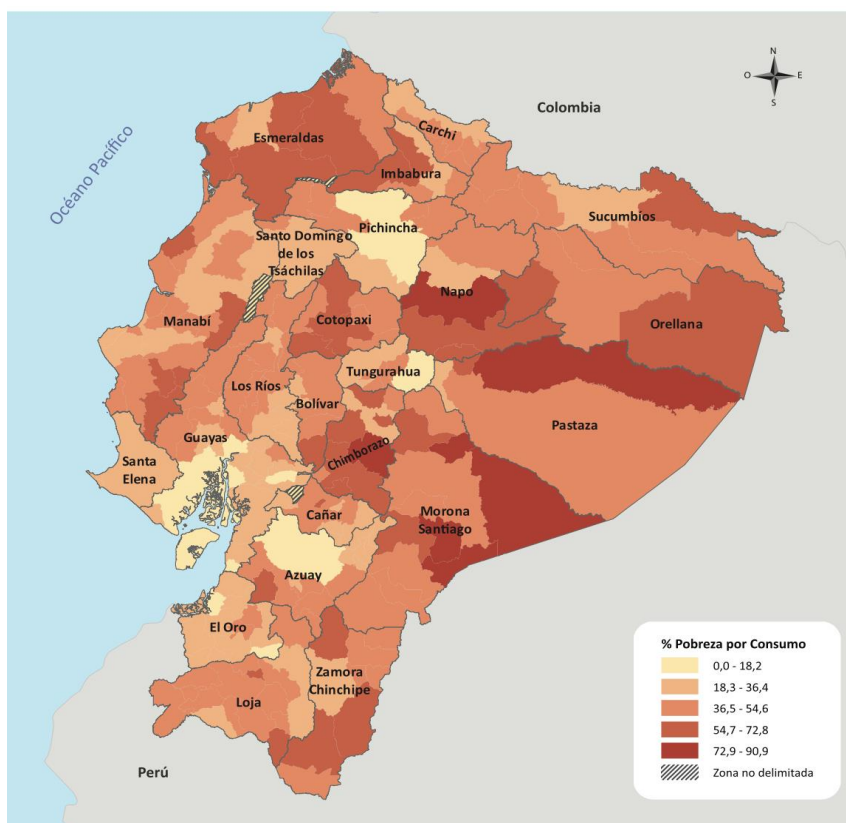 N
O
E
S
Colombia
Océano Pacífico
Esmeraldas
Carchi
Imbabura
Sucumbíos
Pichincha
Santo Domingo
de los
Tsáchilas
Napo
Orellana
Manabí
Cotopaxi
Tungurahua
Los Ríos
Bolívar
Pastaza
Guayas
Chimborazo
Santa
Elena
Cañar
Morona
Santiago
Azuay
El Oro
Zamora
Chinchipe
Loja
Perú
% Pobreza por Consumo
0,0 - 18,2
18,3 - 36,4
36,5 - 54,6
54,7 - 72,8
72,9 - 90,9
Zona no delimitada